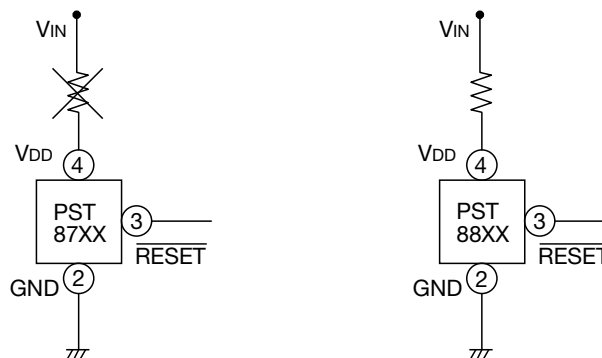 VIN
VDD
4
PST
87XX
3
RESET
GND
2
VIN
VDD
4
PST
88XX
3
RESET
GND
2